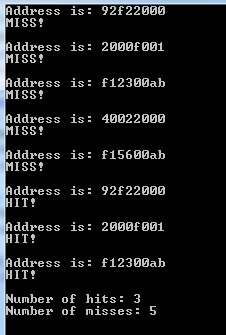 Address is: 92f22000
MISS!
Address is: 2000f001
MISS!
Address is: f12300ab
MISS!
Address is: 40022000
MISS!
Address is: f15600ab
MISS!
Address is: 92f22000
HIT!
Address is: 2000f001
HIT!
Address is: f12300ab
HIT!
Number of hits: 3
Number of misses: 5